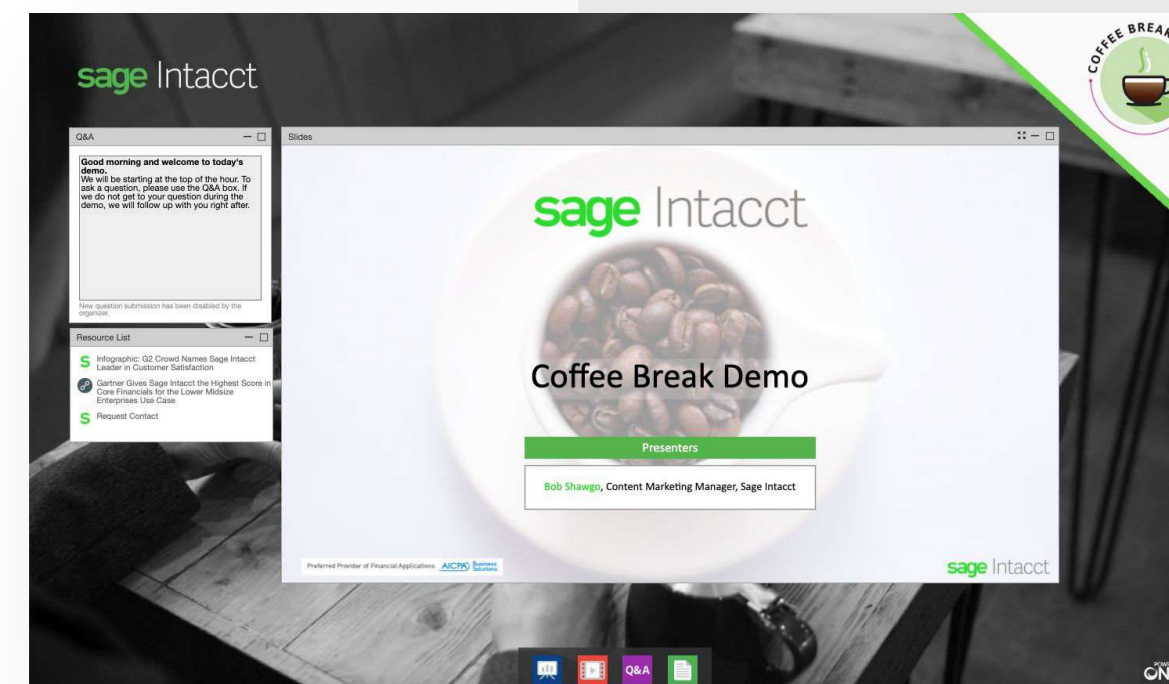 sage Intacct
COFFEE BREAK
Q&A
Good morning and welcome to today's
demo.
We will be starting at the top of the hour. To
ask a question, please use the Q&A box. If
we do not get to your question during the
demo, we will follow up with you right after.
New question submission has been disabled by the
organizer.
Resource List
Infographic: G2 Crowd Names Sage Intacct
Leader in Customer Satisfaction
Gartner Gives Sage Intacct the Highest Score in
Core Financials for the Lower Midsize
Enterprises Use Case
Request Contact
Slides
sage Intacct
Coffee Break Demo
Presenters
Bob Shawgo, Content Marketing Manager, Sage Intacct
Preferred Provider of Financial Applications AICPA Business
Solutions
sage Intacct
Q&A